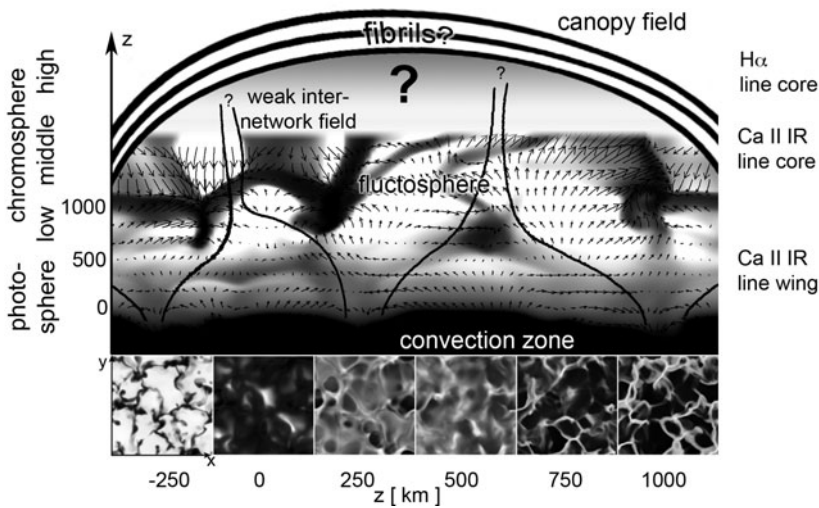 z
canopy field
fibrils?
?
?
?
weak inter-
network field
fluctosphere
convection zone
chromosphere
low middle high
photo-
sphere
1000
500
0
Hα
line core
Ca II IR
line core
Ca II IR
line wing
y
x
-250 0 250 500 750 1000
z [ km ]